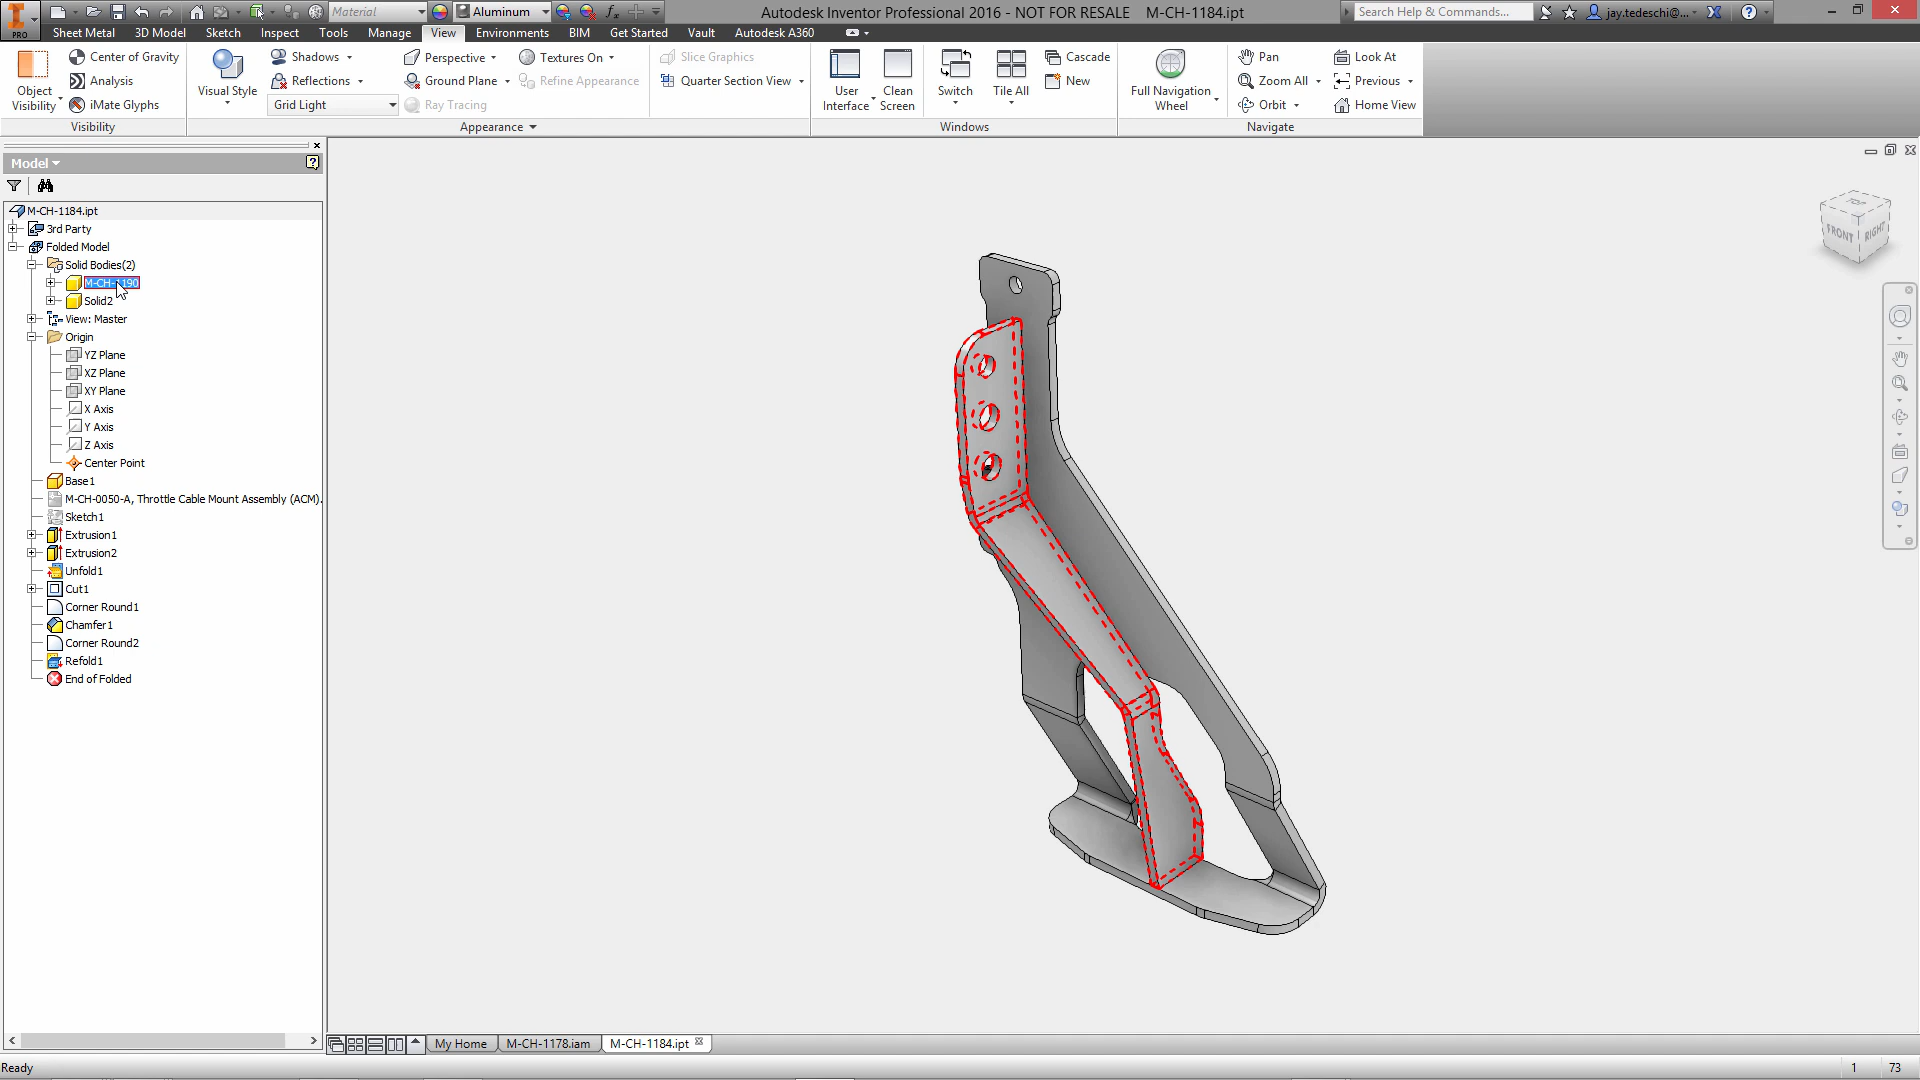 Material Aluminum Autodesk Inventor Professional 2016 - NOT FOR RESALE M-CH-1184.ipt Search Help & Commands... jay.tedeschi@...
PRO Sheet Metal 3D Model Sketch Inspect Tools Manage View Environments BIM Get Started Vault Autodesk A360
Center of Gravity Shadows Perspective Textures On Slice Graphics Cascade Pan Look At
Analysis Reflections Ground Plane Refine Appearance Quarter Section View New Zoom All Previous
Object Visibility
Visual Style
User Interface
Clean Screen
Switch
Tile All
Full Navigation Wheel
iMate Glyphs Grid Light Ray Tracing Orbit Home View
Visibility Appearance Windows Navigate
Model
M-CH-1184.ipt
3rd Party
Folded Model
Solid Bodies(2)
M-CH-1190
Solid2
View: Master
Origin
YZ Plane
XZ Plane
XY Plane
X Axis
Y Axis
Z Axis
Center Point
Base1
M-CH-0050-A, Throttle Cable Mount Assembly (ACM).
Sketch1
Extrusion1
Extrusion2
Unfold1
Cut1
Corner Round1
Chamfer1
Corner Round2
Refold1
End of Folded
TOP
FRONT RIGHT
My Home M-CH-1178.iam M-CH-1184.ipt
Ready 1 73